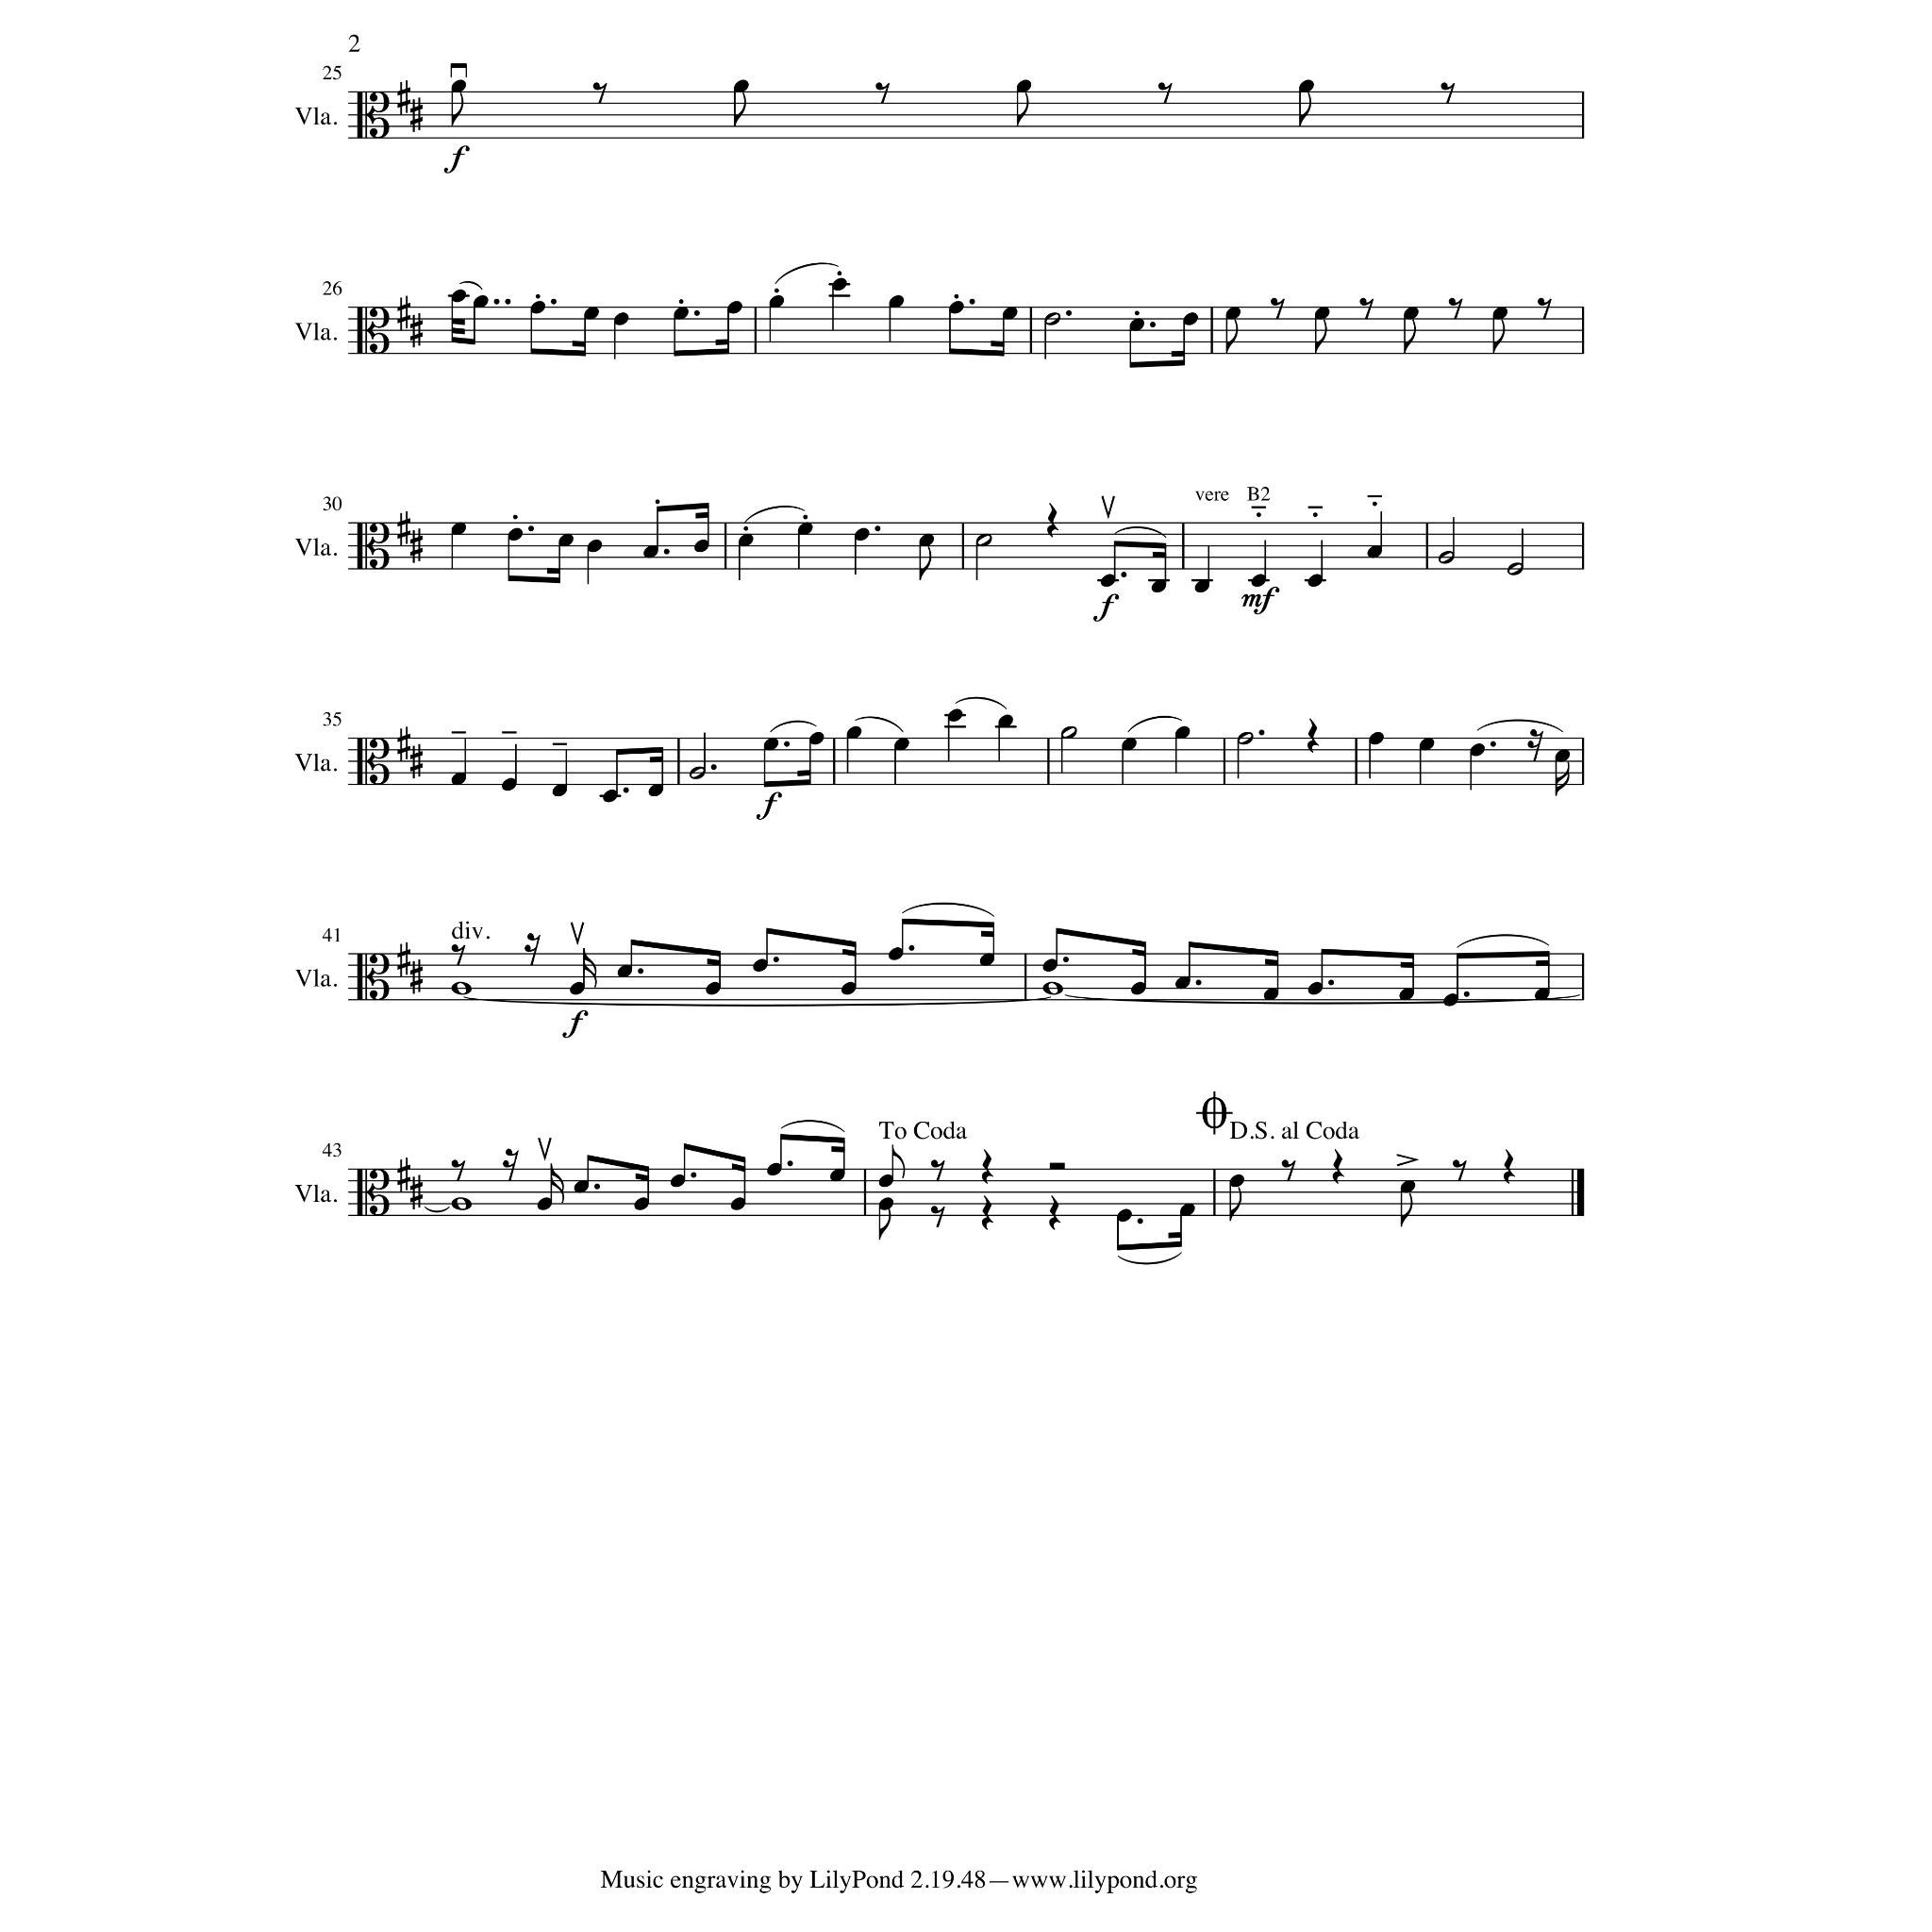 2
25
Vla.
f
26
Vla.
30
vere B2
Vla.
f mf
35
Vla.
f
41
div.
Vla.
f
43
To Coda D.S. al Coda
Vla.
Music engraving by LilyPond 2.19.48—www.lilypond.org